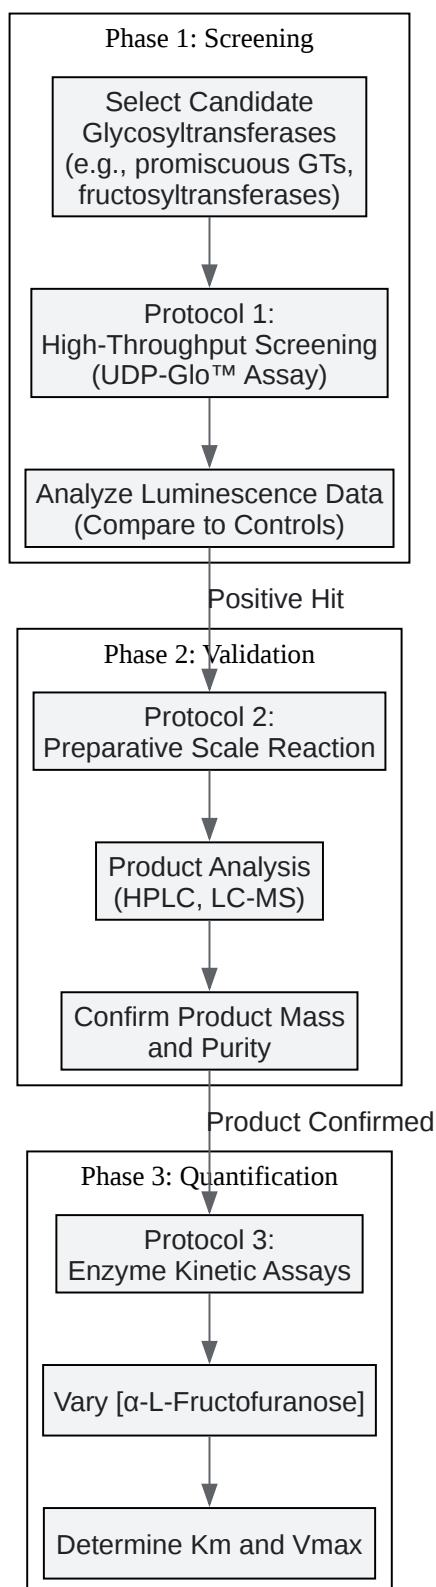 Phase 1: Screening
Select Candidate
Glycosyltransferases
(e.g., promiscuous GTs,
fructosyltransferases)
Protocol 1:
High-Throughput Screening
(UDP-Glo™ Assay)
Analyze Luminescence Data
(Compare to Controls)
Positive Hit
Phase 2: Validation
Protocol 2:
Preparative Scale Reaction
Product Analysis
(HPLC, LC-MS)
Confirm Product Mass
and Purity
Product Confirmed
Phase 3: Quantification
Protocol 3:
Enzyme Kinetic Assays
Vary [α-L-Fructofuranose]
Determine Km and Vmax